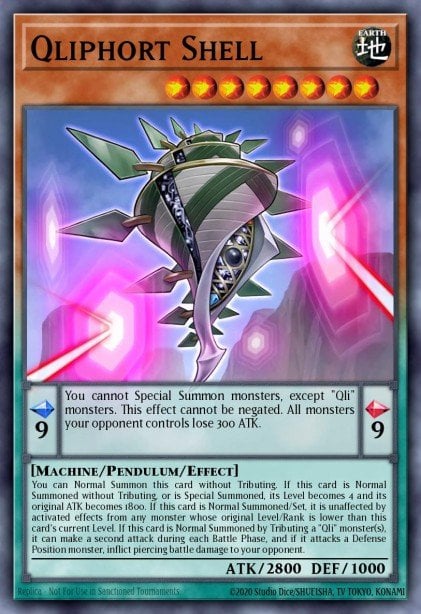 Qliphort Shell
EARTH
地
You cannot Special Summon monsters, except "Qli"
monsters. This effect cannot be negated. All monsters
your opponent controls lose 300 ATK.
9
9
[Machine/Pendulum/Effect]
You can Normal Summon this card without Tributing. If this card is Normal
Summoned without Tributing, or is Special Summoned, its Level becomes 4 and its
original ATK becomes 1800. If this card is Normal Summoned/Set, it is unaffected by
activated effects from any monster whose original Level/Rank is lower than this
card's current Level. If this card is Normal Summoned by Tributing a "Qli" monster(s),
it can make a second attack during each Battle Phase, and if it attacks a Defense
Position monster, inflict piercing battle damage to your opponent.
ATK/2800 DEF/1000
Replica - Not For Use in Sanctioned Tournaments
©2020 Studio Dice/SHUEISHA, TV TOKYO, KONAMI